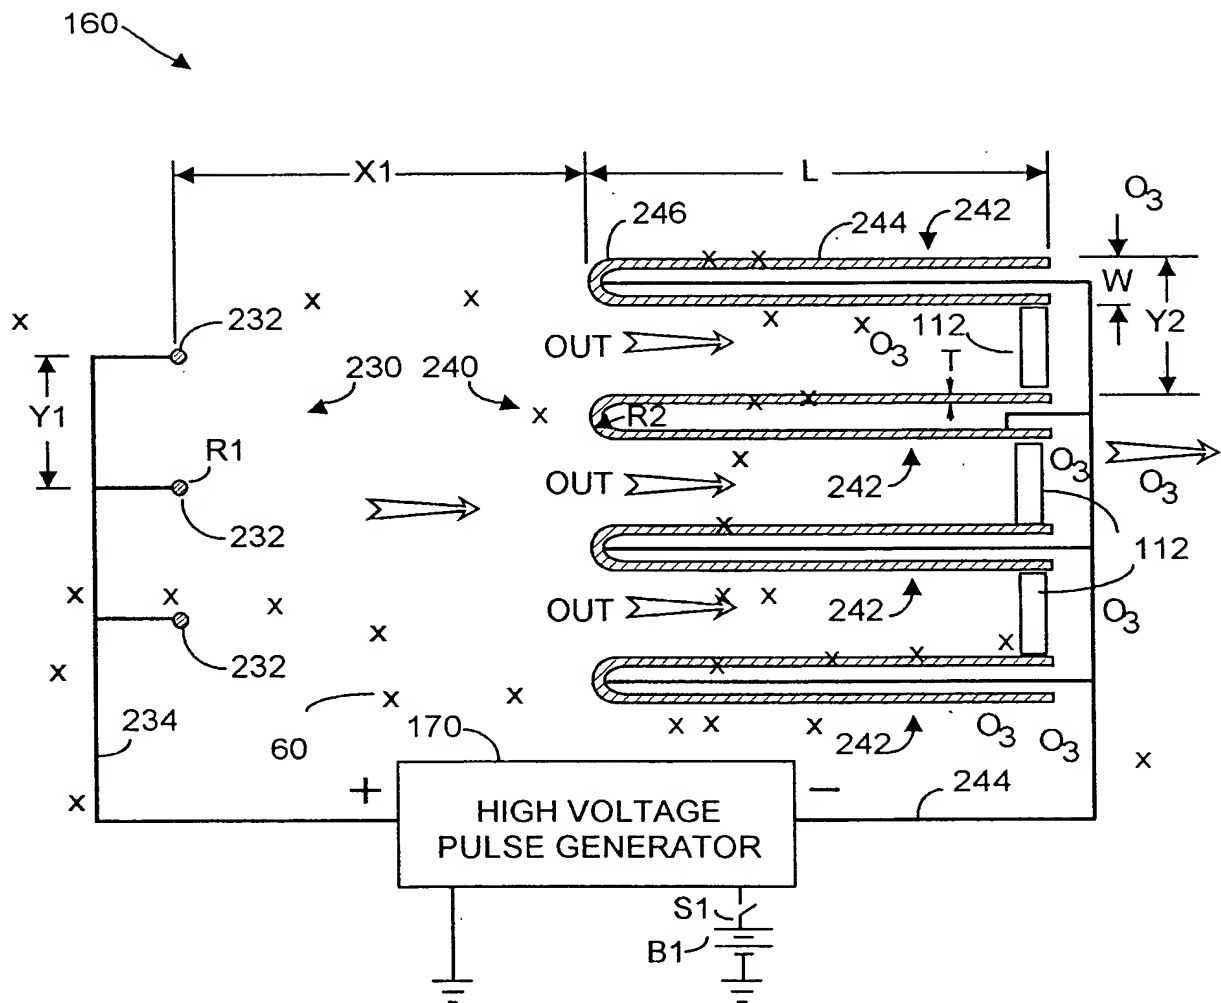 160
X1
L
O3
246
244
242
W
Y2
x x
x x x
232
x x
OUT
O3
112
T
Y1
230
240
x
x x
R2
R1
OUT
x
242
O3
O3
232
x
112
x x x
x x
OUT
242
O3
x
x
232
x x x
x
60
x x
x x x
242
O3
O3
x
234
170
244
x
+
−
HIGH VOLTAGE
PULSE GENERATOR
S1
B1